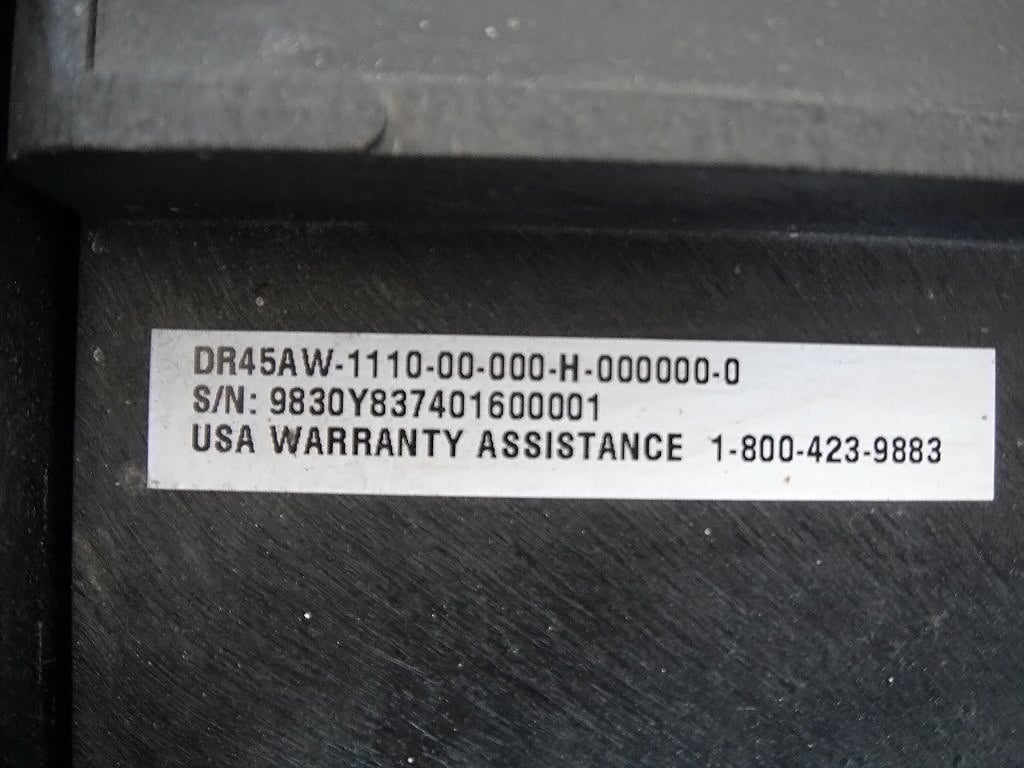 DR45AW-1110-00-000-H-000000-0
S/N: 9830Y837401600001
USA WARRANTY ASSISTANCE 1-800-423-9883